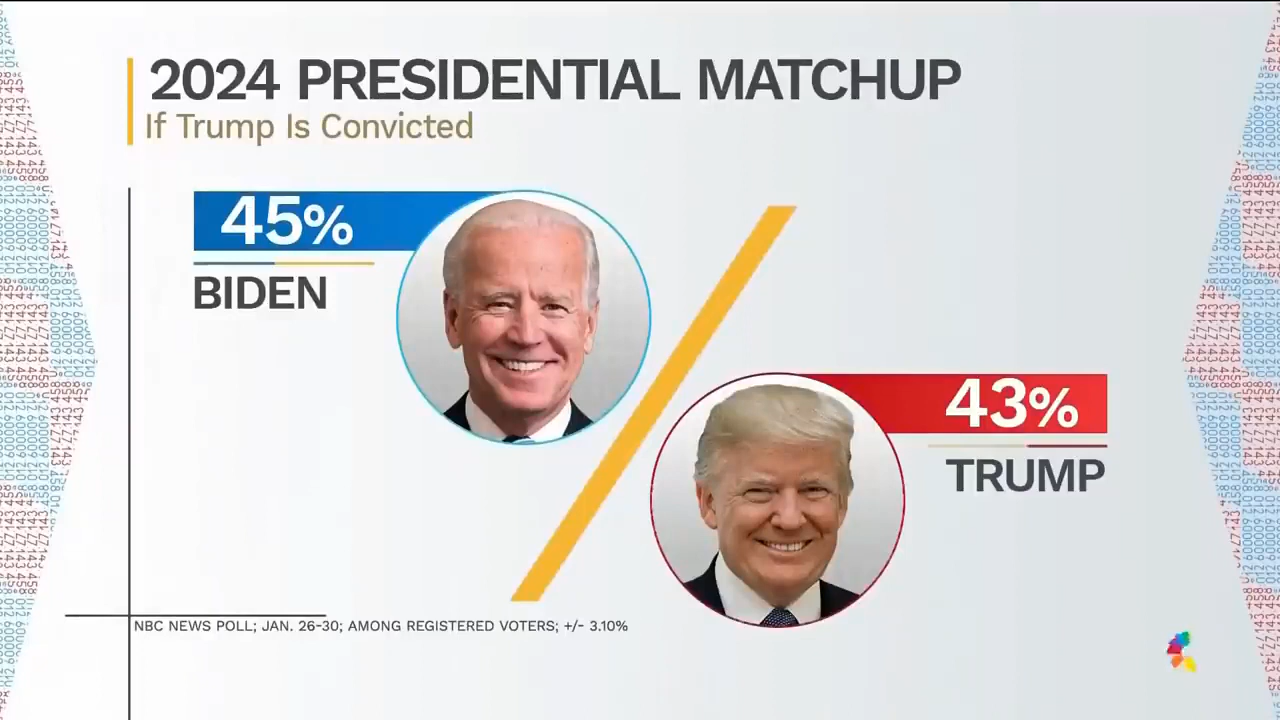 2024 PRESIDENTIAL MATCHUP
If Trump Is Convicted
45%
BIDEN
43%
TRUMP
NBC NEWS POLL; JAN. 26-30; AMONG REGISTERED VOTERS; +/- 3.10%